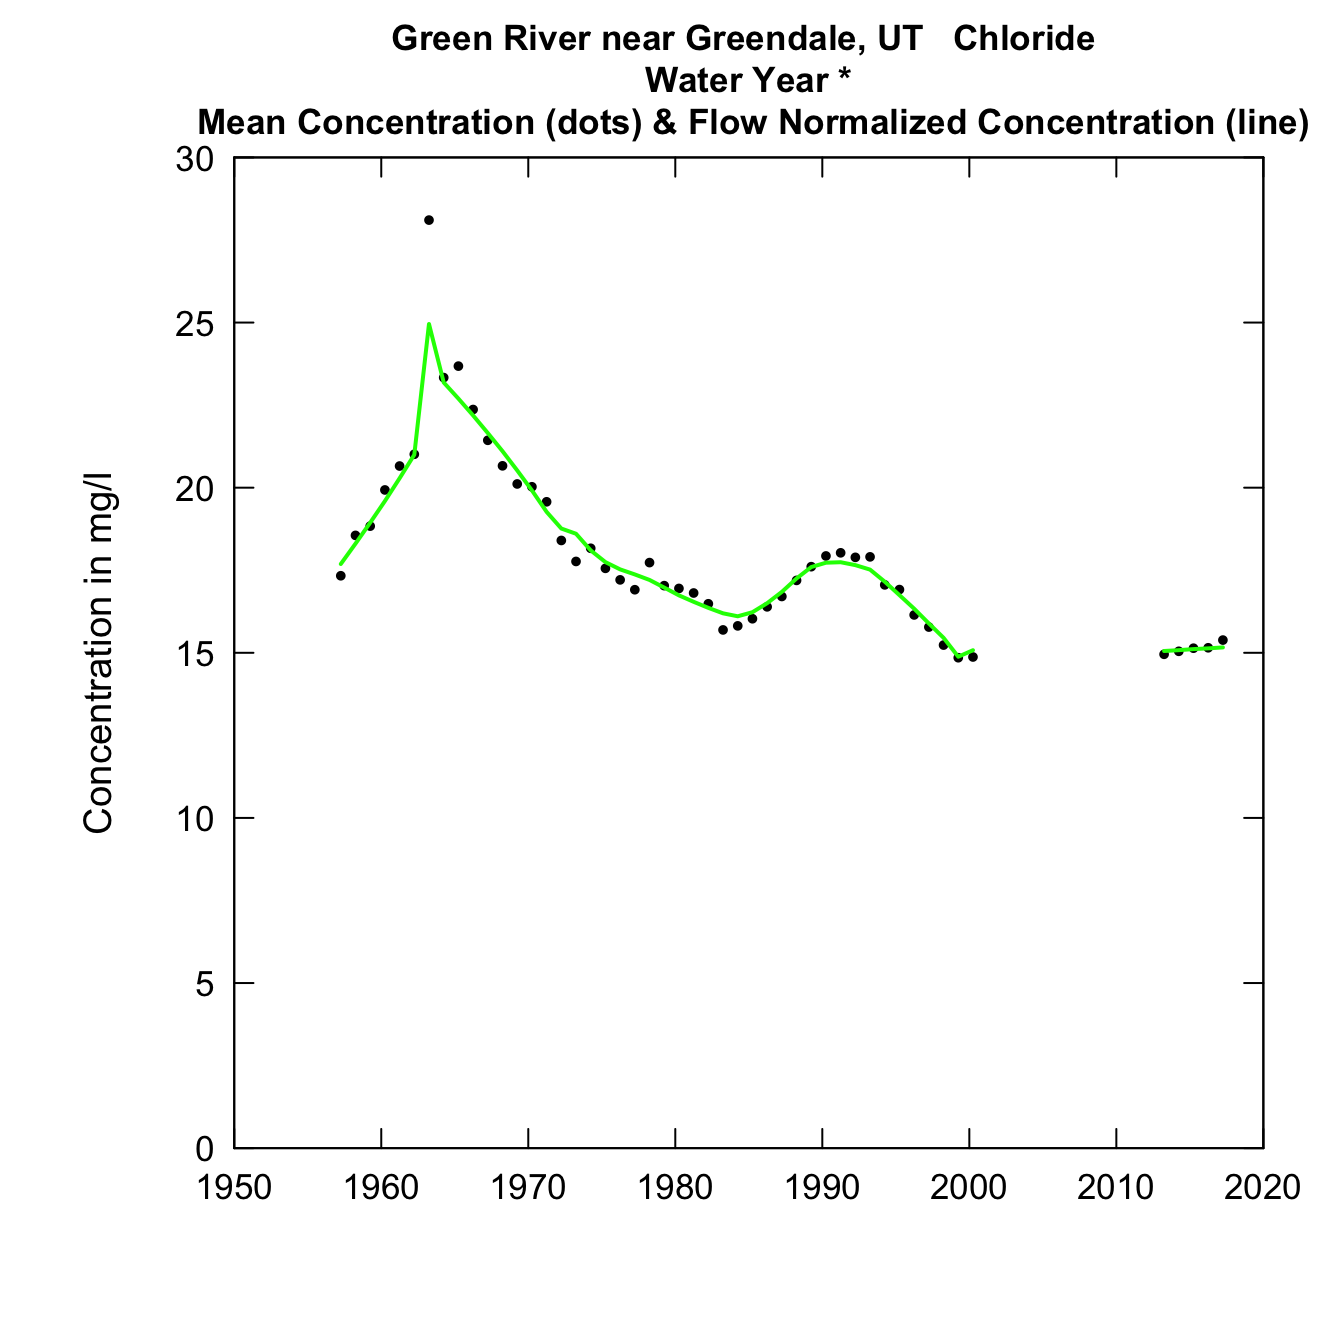 Green River near Greendale, UT   Chloride
Water Year *
Mean Concentration (dots) & Flow Normalized Concentration (line)
30
25
20
15
10
5
0
Concentration in mg/l
1950 1960 1970 1980 1990 2000 2010 2020